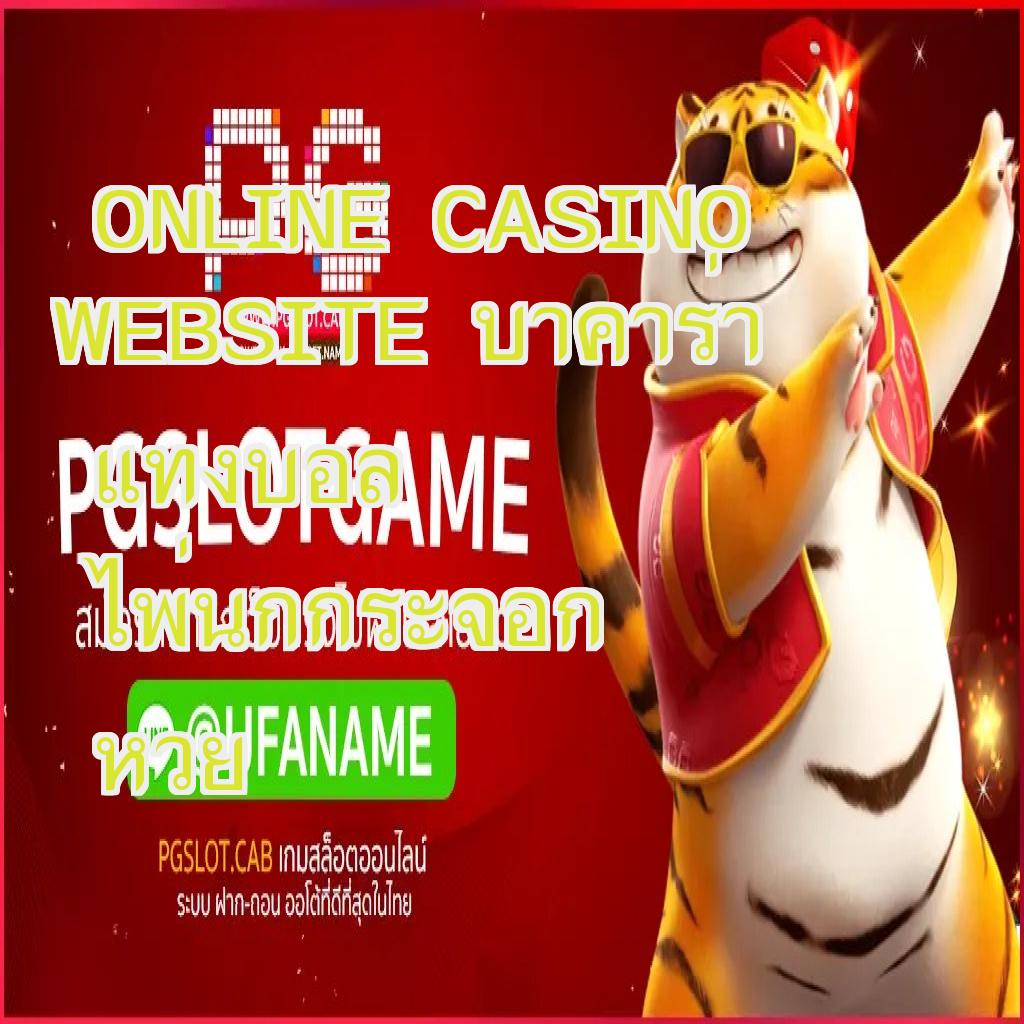 PG
ONLINE CASINO
WEBSITE บาคารา
แทงบอล
PGSLOTGAME
ไพ่นกกระจอก
หวย
@UFANAME
PGSLOT.CAB เกมสล็อตออนไลน์
ระบบ ฝาก-ถอน ออโต้ที่ดีที่สุดในไทย